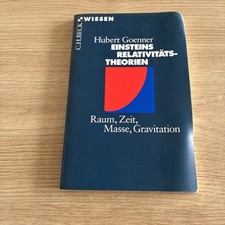 C.H.BECK WISSEN
Hubert Goenner
EINSTEINS
RELATIVITÄTS-
THEORIEN
Raum, Zeit,
Masse, Gravitation